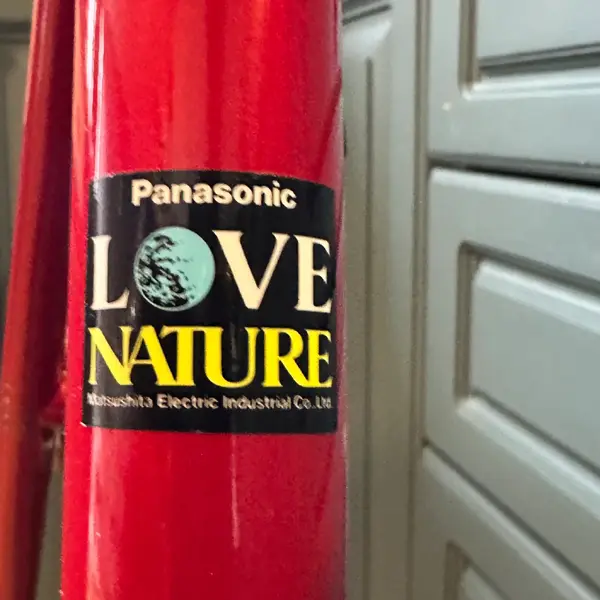 Panasonic
LOVE
NATURE
Matsushita Electric Industrial Co.,Ltd.